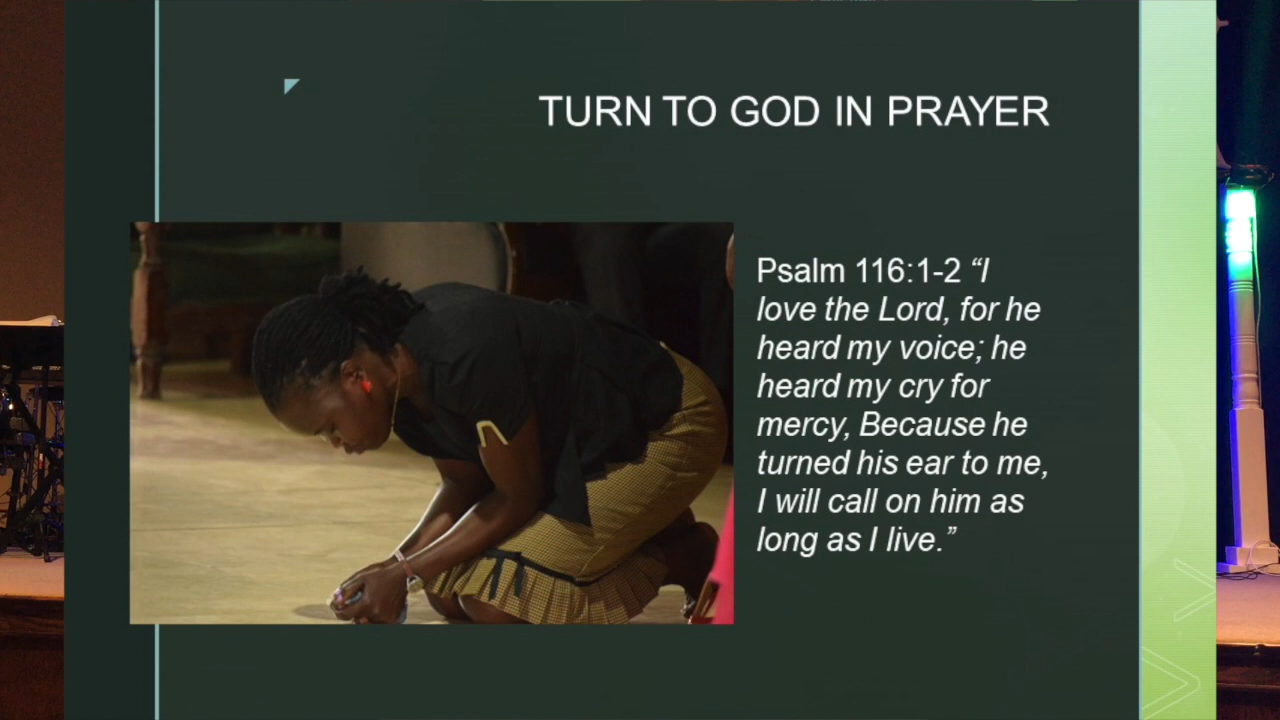 TURN TO GOD IN PRAYER
Psalm 116:1-2 “I
love the Lord, for he
heard my voice; he
heard my cry for
mercy, Because he
turned his ear to me,
I will call on him as
long as I live.”